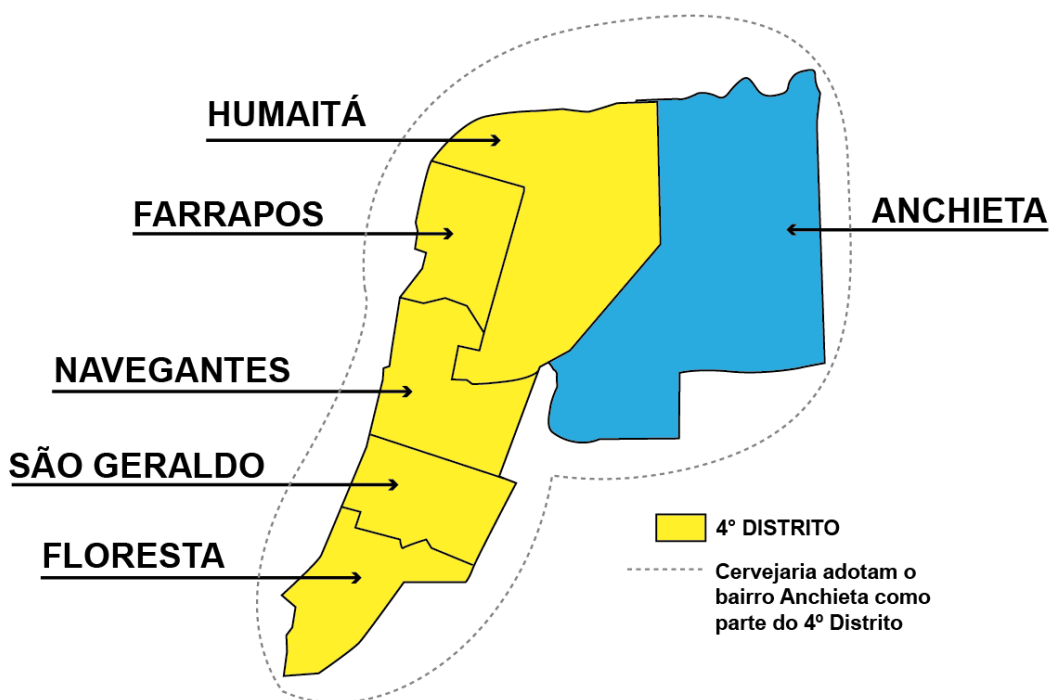 HUMAITÁ
FARRAPOS
ANCHIETA
NAVEGANTES
SÃO GERALDO
FLORESTA
4° DISTRITO
Cervejaria adotam o
bairro Anchieta como
parte do 4º Distrito